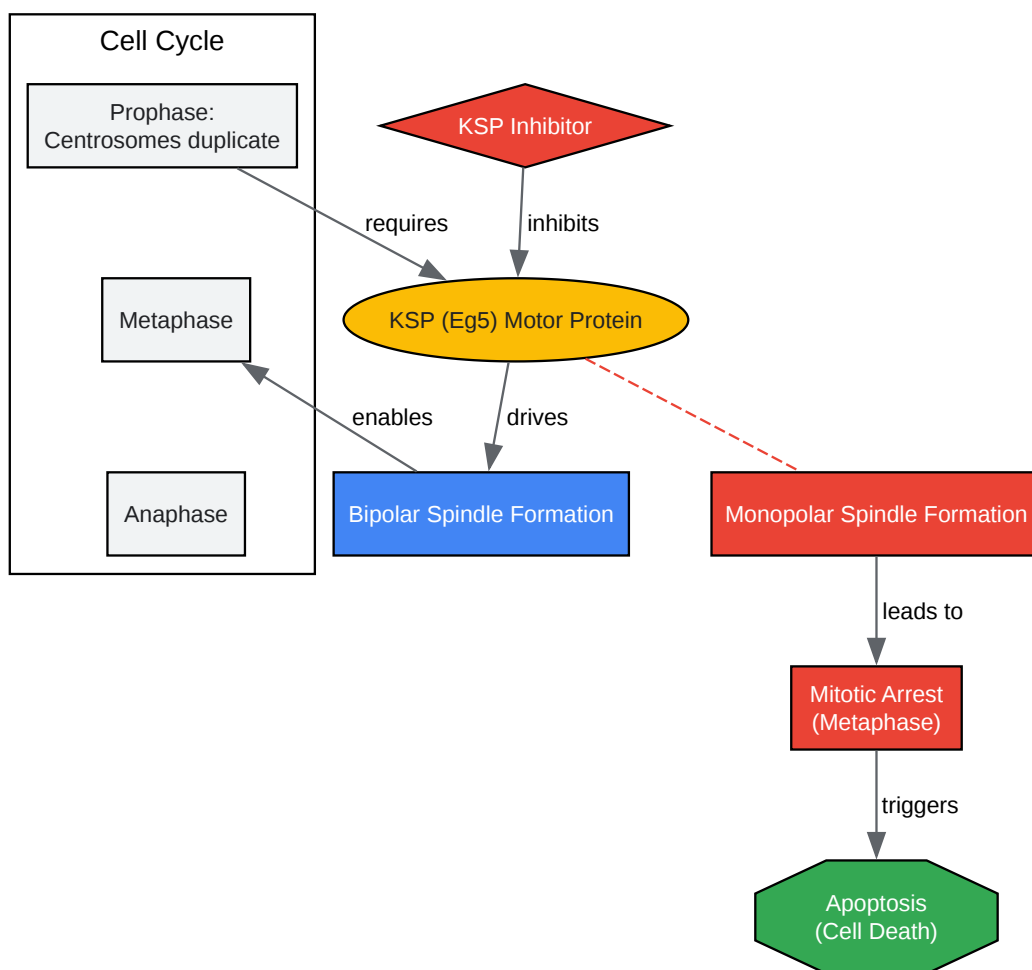 Cell Cycle
Prophase:
Centrosomes duplicate
KSP Inhibitor
requires
inhibits
Metaphase
KSP (Eg5) Motor Protein
enables
drives
Anaphase
Bipolar Spindle Formation
Monopolar Spindle Formation
leads to
Mitotic Arrest
(Metaphase)
triggers
Apoptosis
(Cell Death)